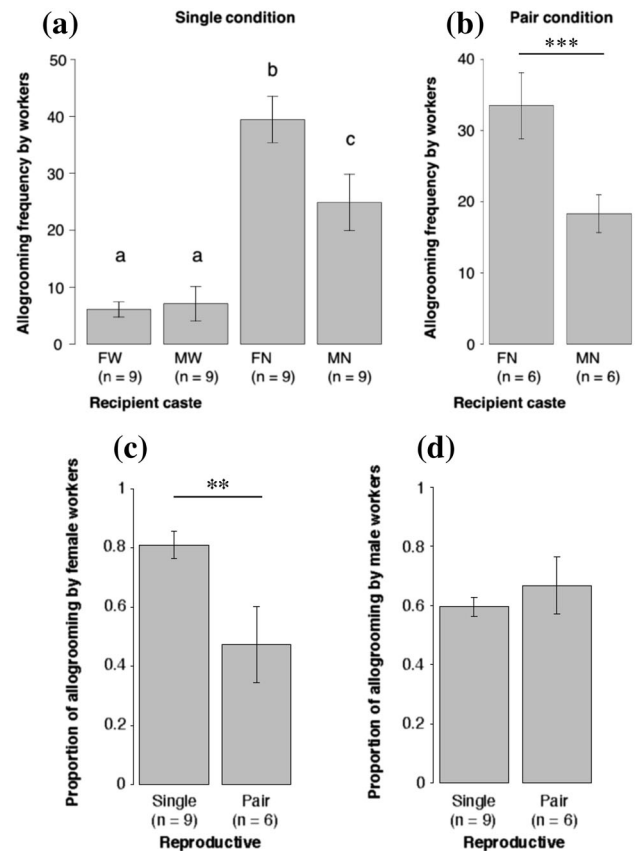 (a)
Single condition
Allogrooming frequency by workers
50
40
30
20
10
0
a
a
b
c
FW
(n = 9)
MW
(n = 9)
FN
(n = 9)
MN
(n = 9)
Recipient caste
(b)
Pair condition
Allogrooming frequency by workers
40
30
20
10
0
***
FN
(n = 6)
MN
(n = 6)
Recipient caste
(c)
Proportion of allogrooming by female workers
1
0.8
0.6
0.4
0.2
0
**
Single
(n = 9)
Pair
(n = 6)
Reproductive
(d)
Proportion of allogrooming by male workers
1
0.8
0.6
0.4
0.2
0
Single
(n = 9)
Pair
(n = 6)
Reproductive